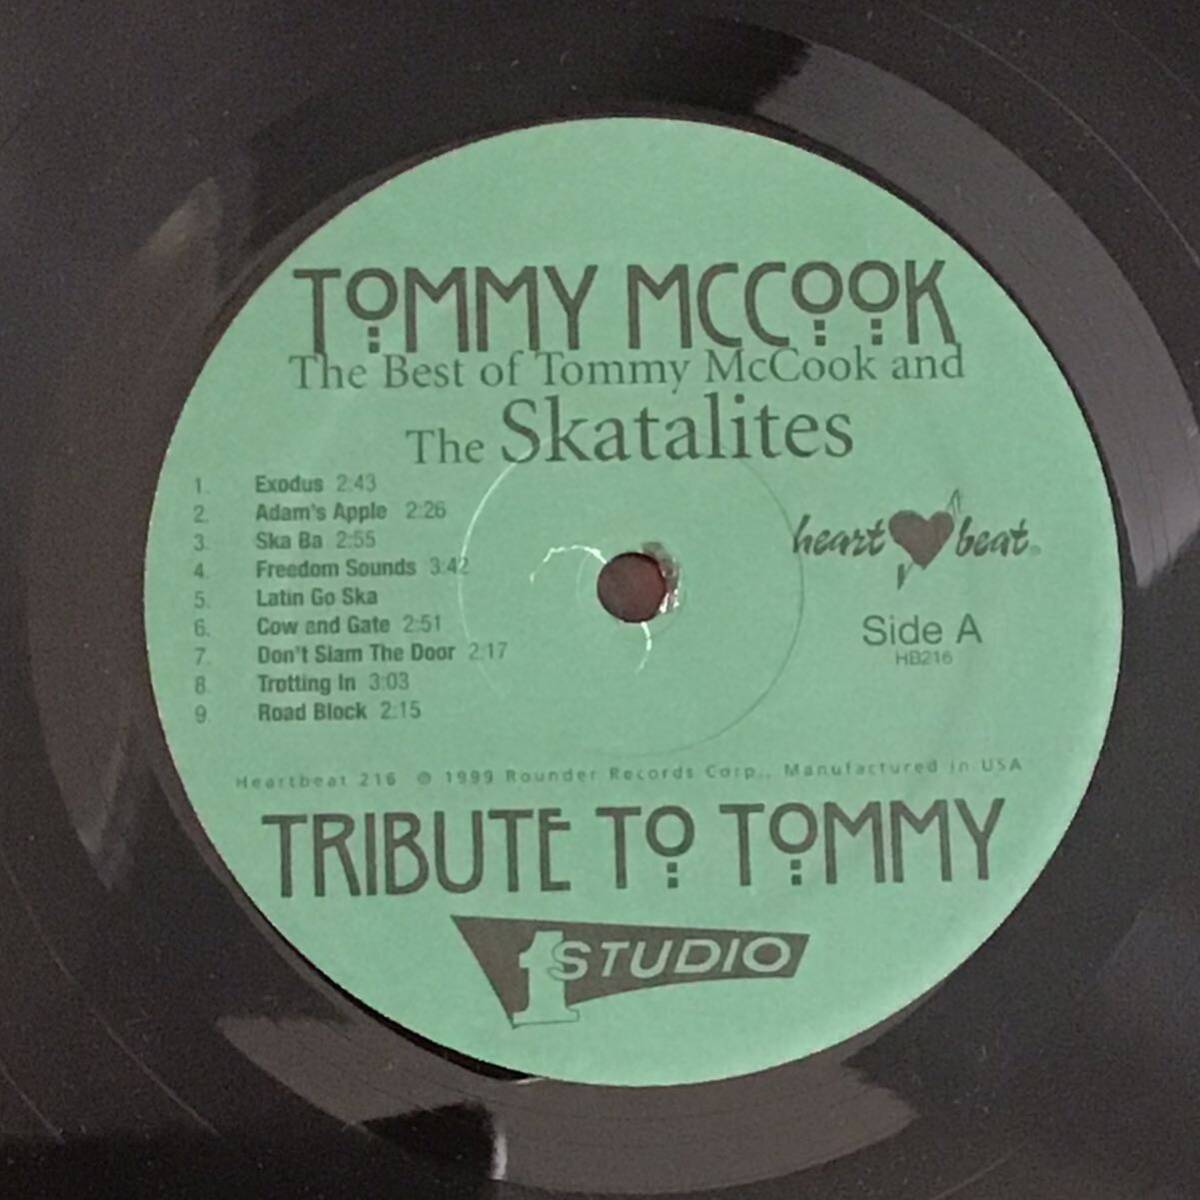 TOMMY MCCOOK
The Best of Tommy McCook and
The Skatalites
1. Exodus 2:43
2. Adam's Apple 2:26
3. Ska Ba 2:55
4. Freedom Sounds 3:42
5. Latin Go Ska
6. Cow and Gate 2:51
7. Don't Slam The Door 2:17
8. Trotting In 3:03
9. Road Block 2:15
heart beat®
Side A
HB216
Heartbeat 216 ℗ 1999 Rounder Records Corp., Manufactured in USA
TRIBUTE TO TOMMY
1 STUDIO